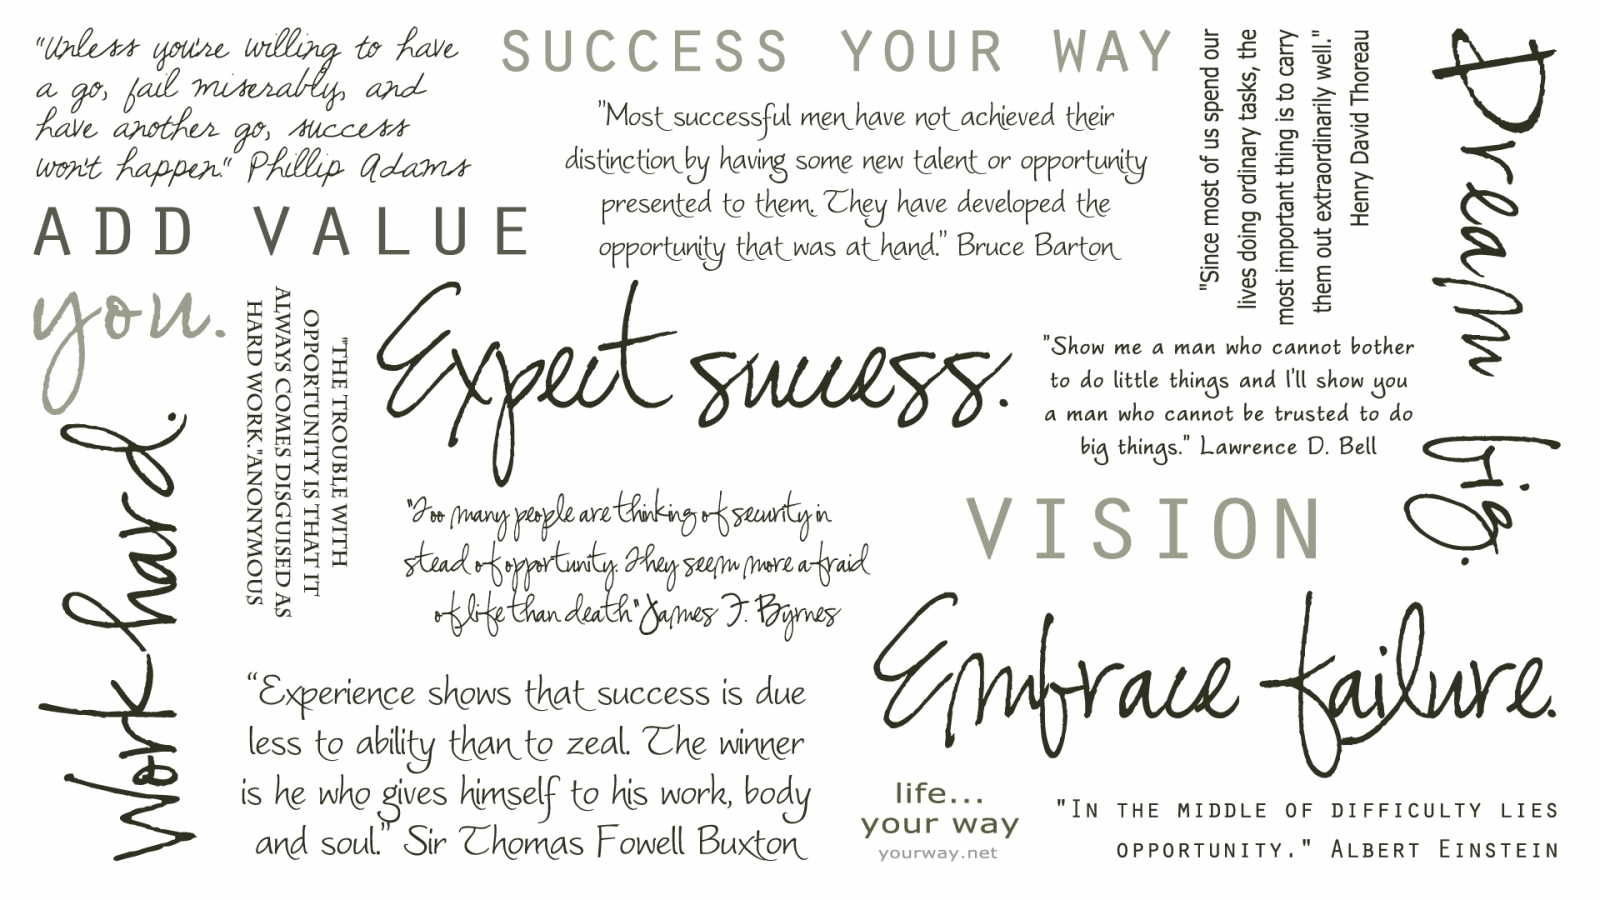 "Unless you're willing to have
a go, fail miserably, and
have another go, success
won't happen." Phillip Adams
SUCCESS YOUR WAY
"Most successful men have not achieved their
distinction by having some new talent or opportunity
presented to them. They have developed the
opportunity that was at hand." Bruce Barton
"Since most of us spend our
lives doing ordinary tasks, the
most important thing is to carry
them out extraordinarily well."
Henry David Thoreau
Dream big.
ADD VALUE
you.
"THE TROUBLE WITH
OPPORTUNITY IS THAT IT
ALWAYS COMES DISGUISED AS
HARD WORK."ANONYMOUS
Expect success.
"Show me a man who cannot bother
to do little things and I'll show you
a man who cannot be trusted to do
big things." Lawrence D. Bell
Work hard.
"Too many people are thinking of security in
stead of opportunity. They seem more afraid
of life than death" James F. Byrnes
VISION
Embrace failure.
"Experience shows that success is due
less to ability than to zeal. The winner
is he who gives himself to his work, body
and soul." Sir Thomas Fowell Buxton
life...
your way
yourway.net
"IN THE MIDDLE OF DIFFICULTY LIES
OPPORTUNITY." ALBERT EINSTEIN